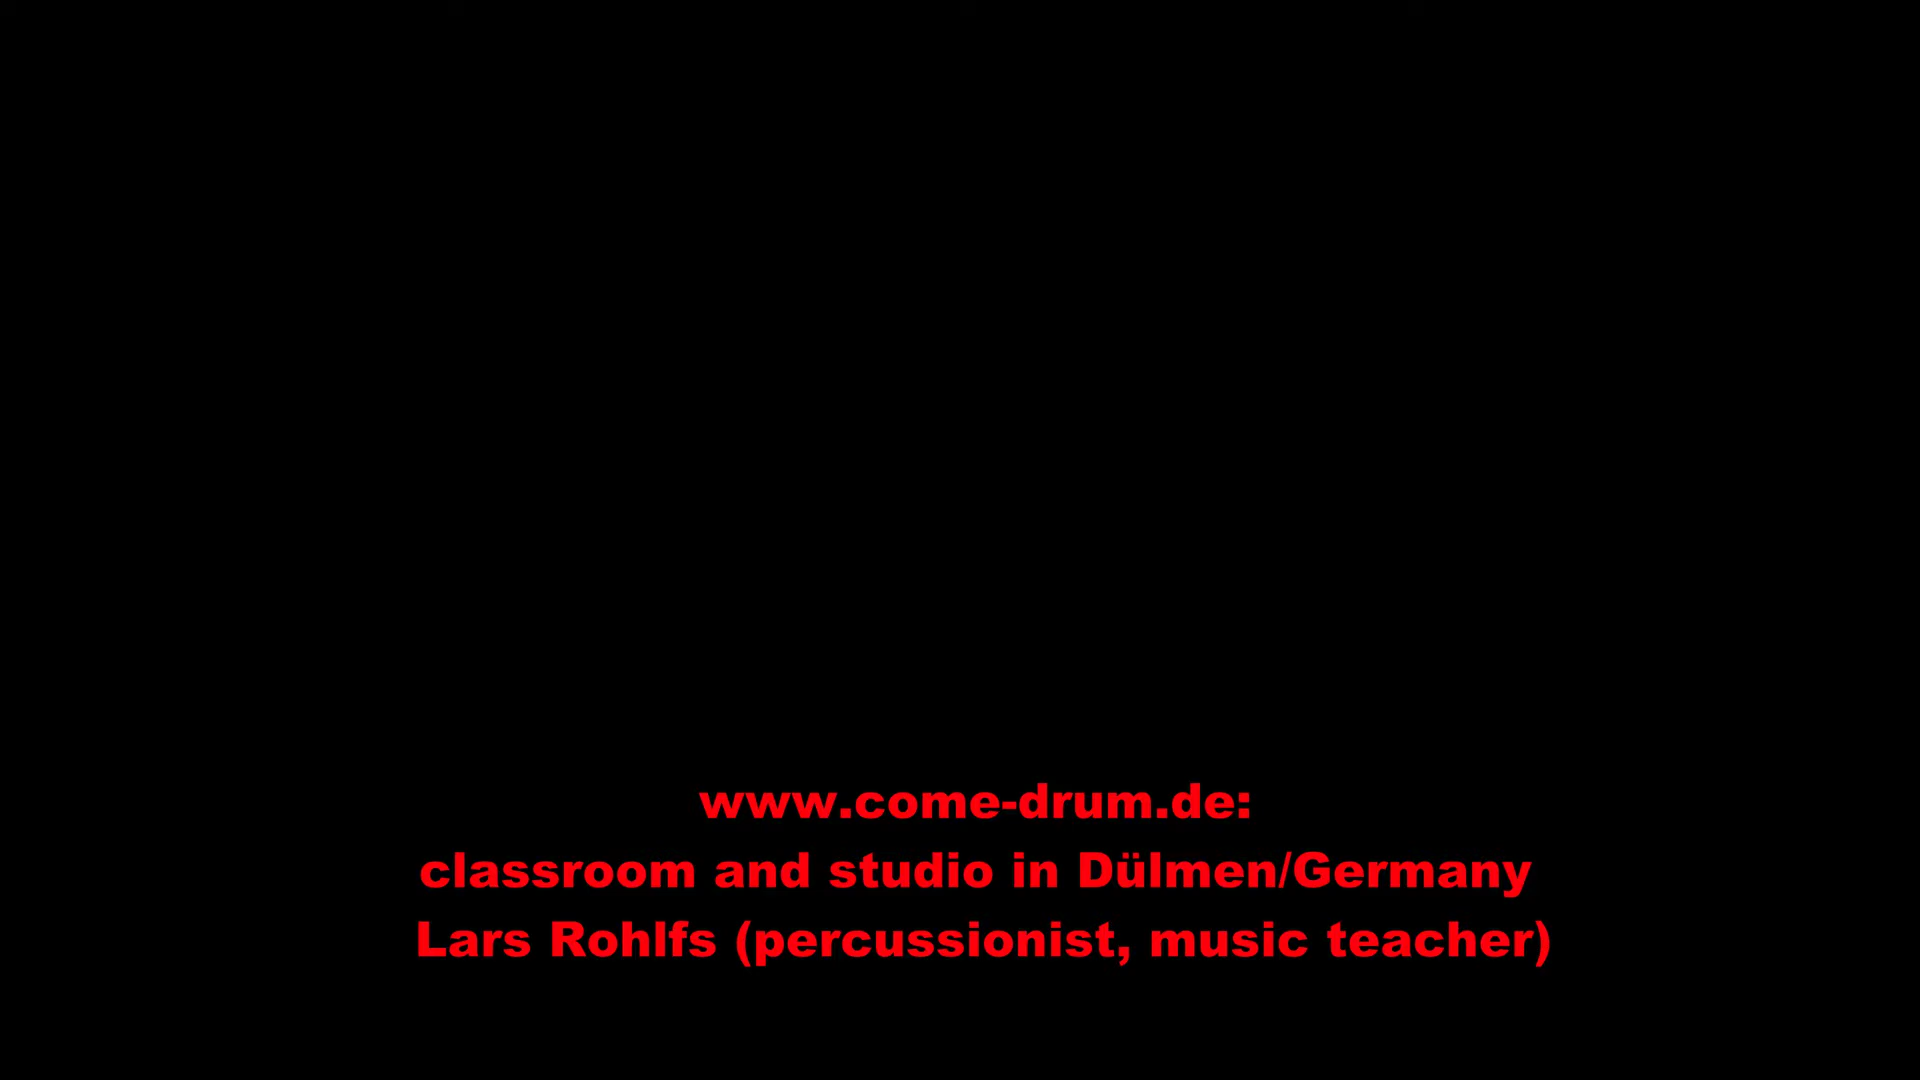 www.come-drum.de:
classroom and studio in Dülmen/Germany
Lars Rohlfs (percussionist, music teacher)